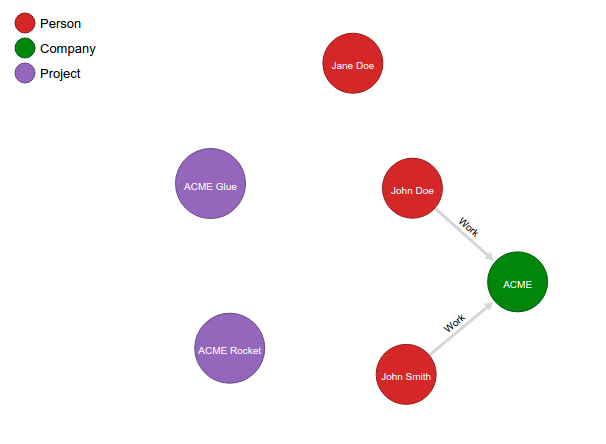 Person
Company
Project
Jane Doe
ACME Glue
John Doe
Work
ACME
Work
ACME Rocket
John Smith